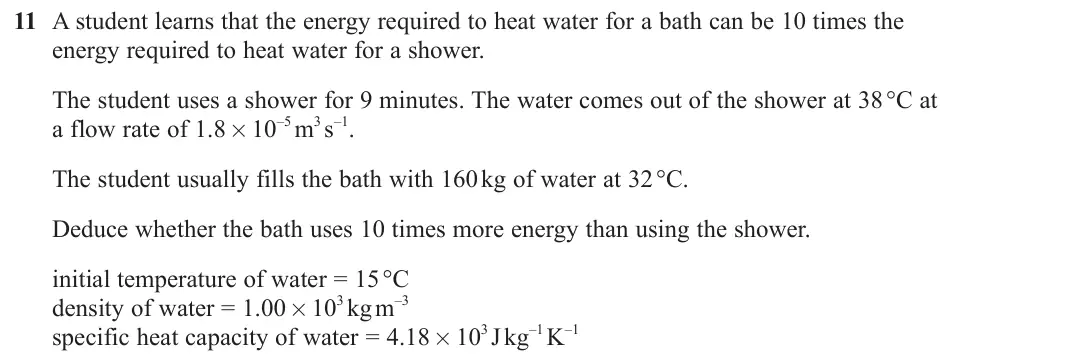 11 A student learns that the energy required to heat water for a bath can be 10 times the
energy required to heat water for a shower.
The student uses a shower for 9 minutes. The water comes out of the shower at 38 °C at
a flow rate of 1.8 × 10⁻⁵ m³ s⁻¹.
The student usually fills the bath with 160 kg of water at 32 °C.
Deduce whether the bath uses 10 times more energy than using the shower.
initial temperature of water = 15 °C
density of water = 1.00 × 10³ kg m⁻³
specific heat capacity of water = 4.18 × 10³ J kg⁻¹ K⁻¹